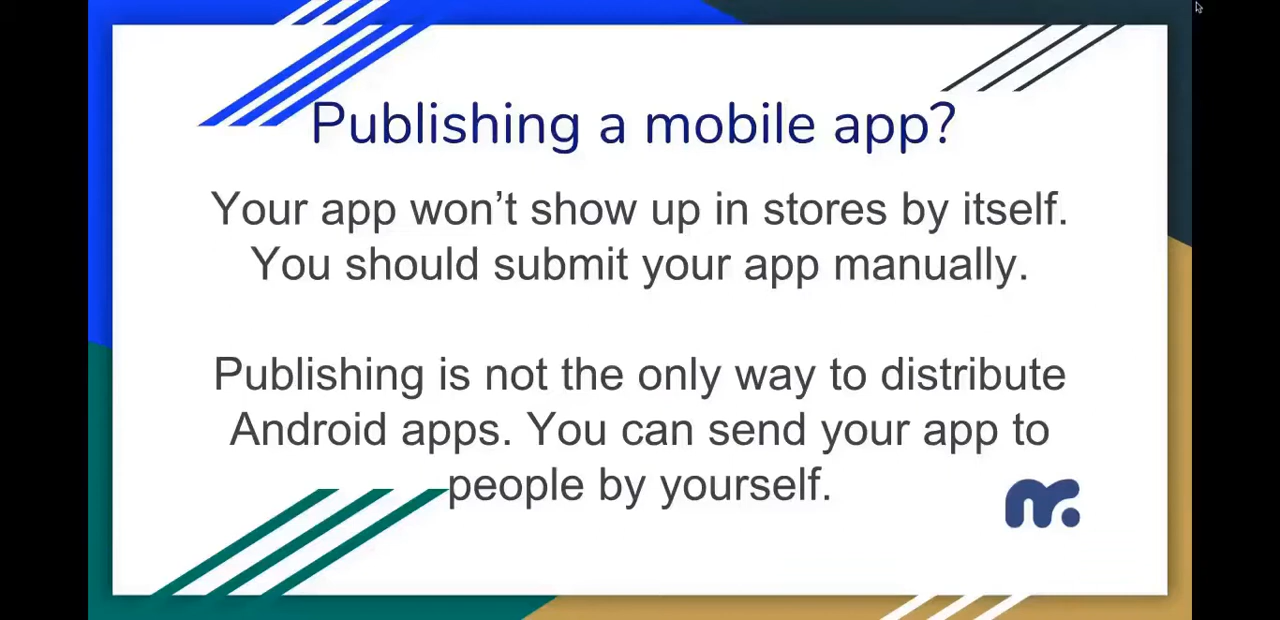 Publishing a mobile app?
Your app won’t show up in stores by itself.
You should submit your app manually.
Publishing is not the only way to distribute
Android apps. You can send your app to
people by yourself.